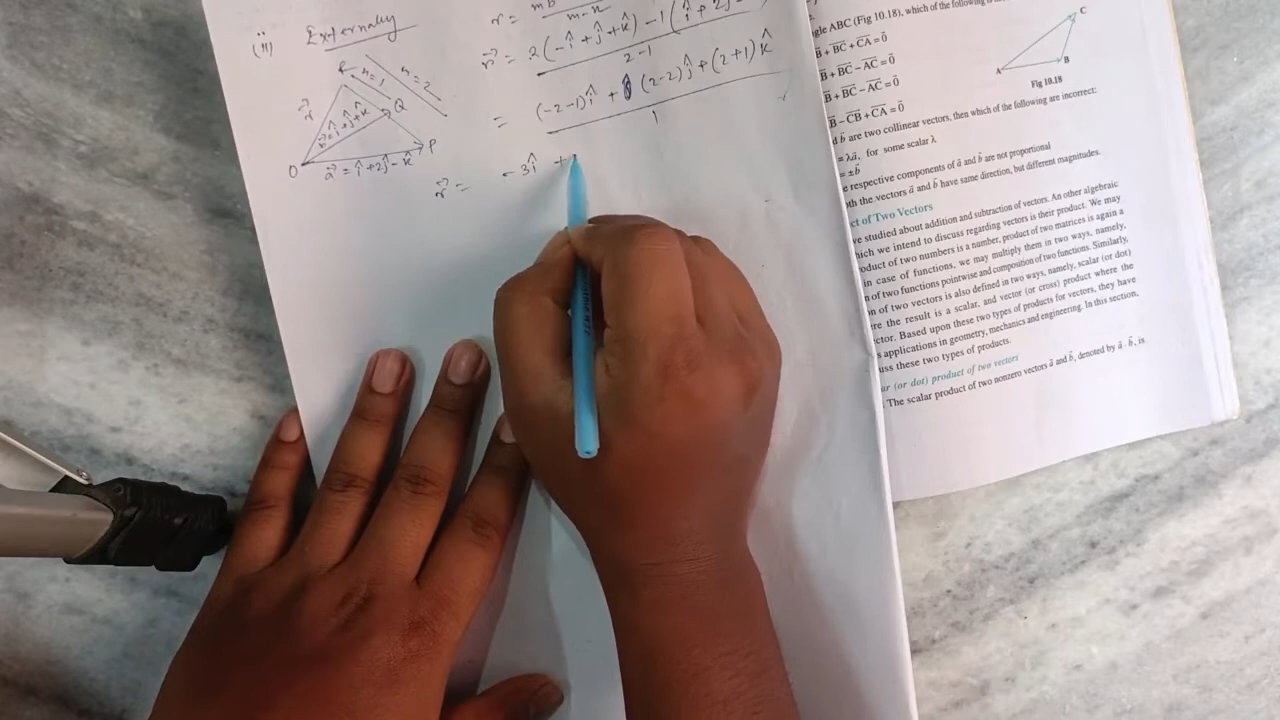 (ii) Externally
r = mb
m-n
r⃗ = 2(-î+ĵ+k̂) -1(î+2ĵ
2-1
= (-2-1)î + (2-2)ĵ+(2+1)k̂
1
r⃗ = -3î +
R
n=1
m=2
r⃗
b⃗=-î+ĵ+k̂
Q
O
P
a⃗ = î+2ĵ-k̂
gle ABC (Fig 10.18), which of the following is
B⃗ + BC⃗ + CA⃗ = 0⃗
B⃗ + BC⃗ − AC⃗ = 0⃗
B⃗ + BC⃗ − AC⃗ = 0⃗
B⃗ − CB⃗ + CA⃗ = 0⃗
C
A
B
Fig 10.18
d b⃗ are two collinear vectors, then which of the following are incorrect:
= λa⃗, for some scalar λ
= ±b⃗
e respective components of a⃗ and b⃗ are not proportional
th the vectors a⃗ and b⃗ have same direction, but different magnitudes.
ct of Two Vectors
ve studied about addition and subtraction of vectors. An other algebraic
hich we intend to discuss regarding vectors is their product. We may
oduct of two numbers is a number, product of two matrices is again a
in case of functions, we may multiply them in two ways, namely,
n of two functions pointwise and composition of two functions. Similarly,
on of two vectors is also defined in two ways, namely, scalar (or dot)
ere the result is a scalar, and vector (or cross) product where the
ctor. Based upon these two types of products for vectors, they have
s applications in geometry, mechanics and engineering. In this section,
uss these two types of products.
ar (or dot) product of two vectors
. The scalar product of two nonzero vectors a⃗ and b⃗, denoted by a⃗ · b⃗, is